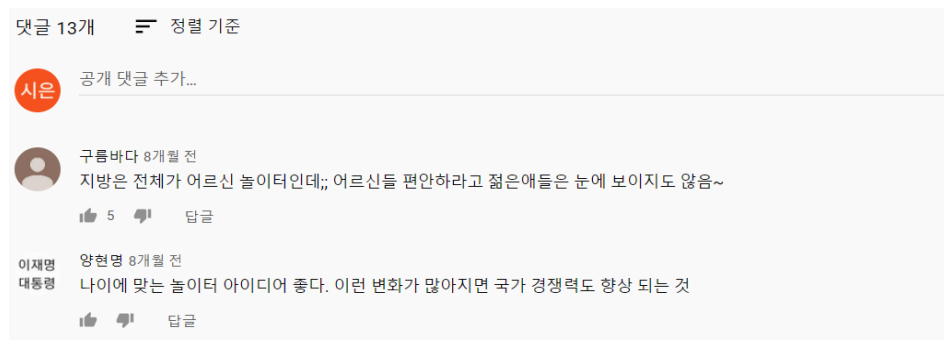 댓글 13개 정렬 기준
시은 공개 댓글 추가...
구름바다 8개월 전
지방은 전체가 어르신 놀이터인데;; 어르신들 편안하라고 젊은애들은 눈에 보이지도 않음~
5 답글
이재명
대통령
양현명 8개월 전
나이에 맞는 놀이터 아이디어 좋다. 이런 변화가 많아지면 국가 경쟁력도 향상 되는 것
답글